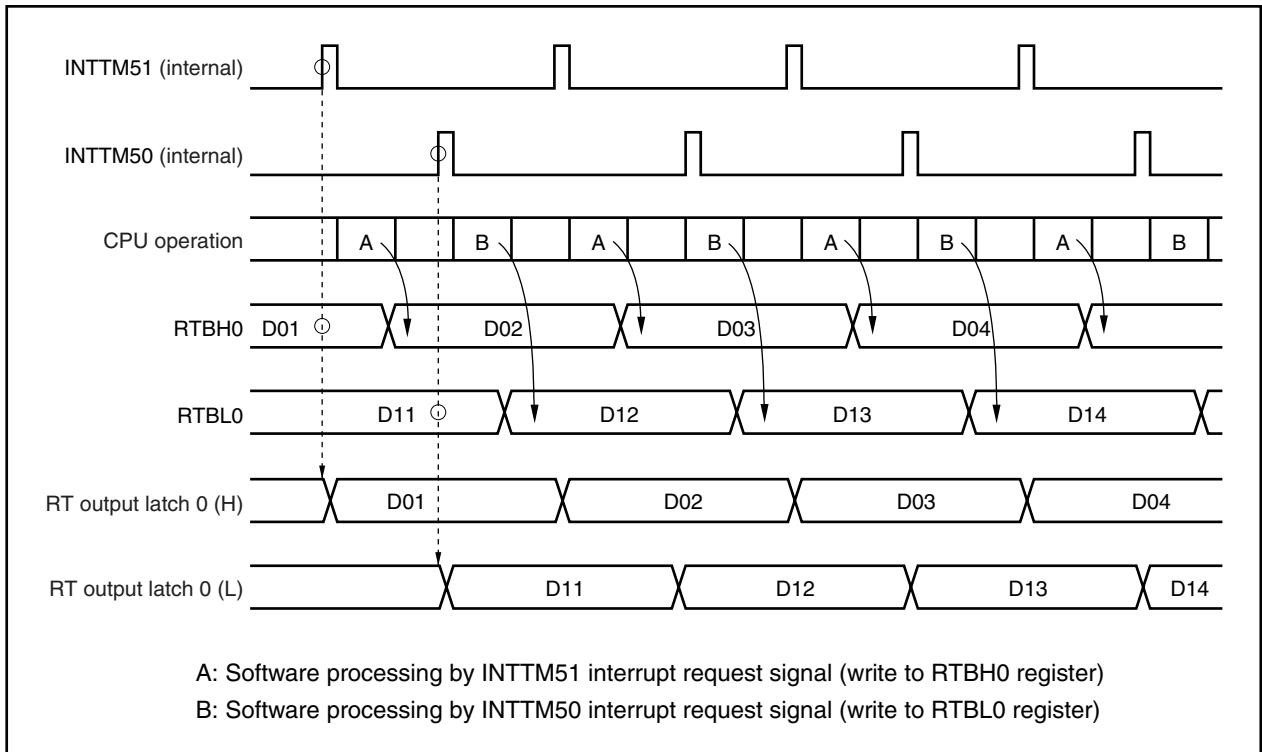 INTTM51 (internal)
INTTM50 (internal)
CPU operation A B A B A B A B
RTBH0 D01 D02 D03 D04
RTBL0 D11 D12 D13 D14
RT output latch 0 (H) D01 D02 D03 D04
RT output latch 0 (L) D11 D12 D13 D14
A: Software processing by INTTM51 interrupt request signal (write to RTBH0 register)
B: Software processing by INTTM50 interrupt request signal (write to RTBL0 register)